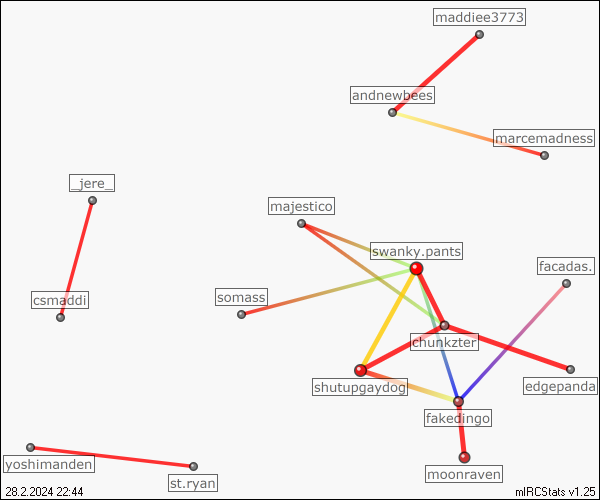 maddiee3773
andnewbees
marcemadness
_jere_
majestico
swanky.pants
facadas.
csmaddi
somass
chunkzter
shutupgaydog
edgepanda
fakedingo
yoshimanden
moonraven
st.ryan
28.2.2024 22:44
mIRCStats v1.25